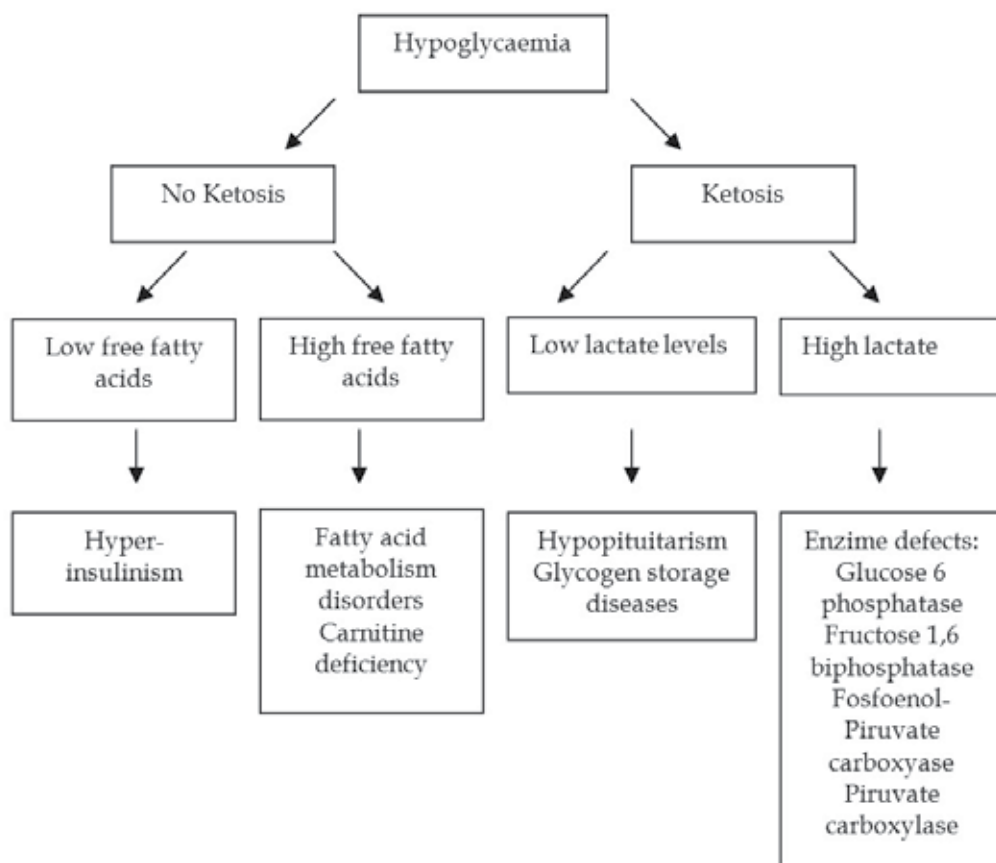 Hypoglycaemia
No Ketosis
Ketosis
Low free fatty
acids
High free fatty
acids
Low lactate levels
High lactate
Hyper-
insulinism
Fatty acid
metabolism
disorders
Carnitine
deficiency
Hypopituitarism
Glycogen storage
diseases
Enzime defects:
Glucose 6
phosphatase
Fructose 1,6
biphosphatase
Fosfoenol-
Piruvate
carboxyase
Piruvate
carboxylase